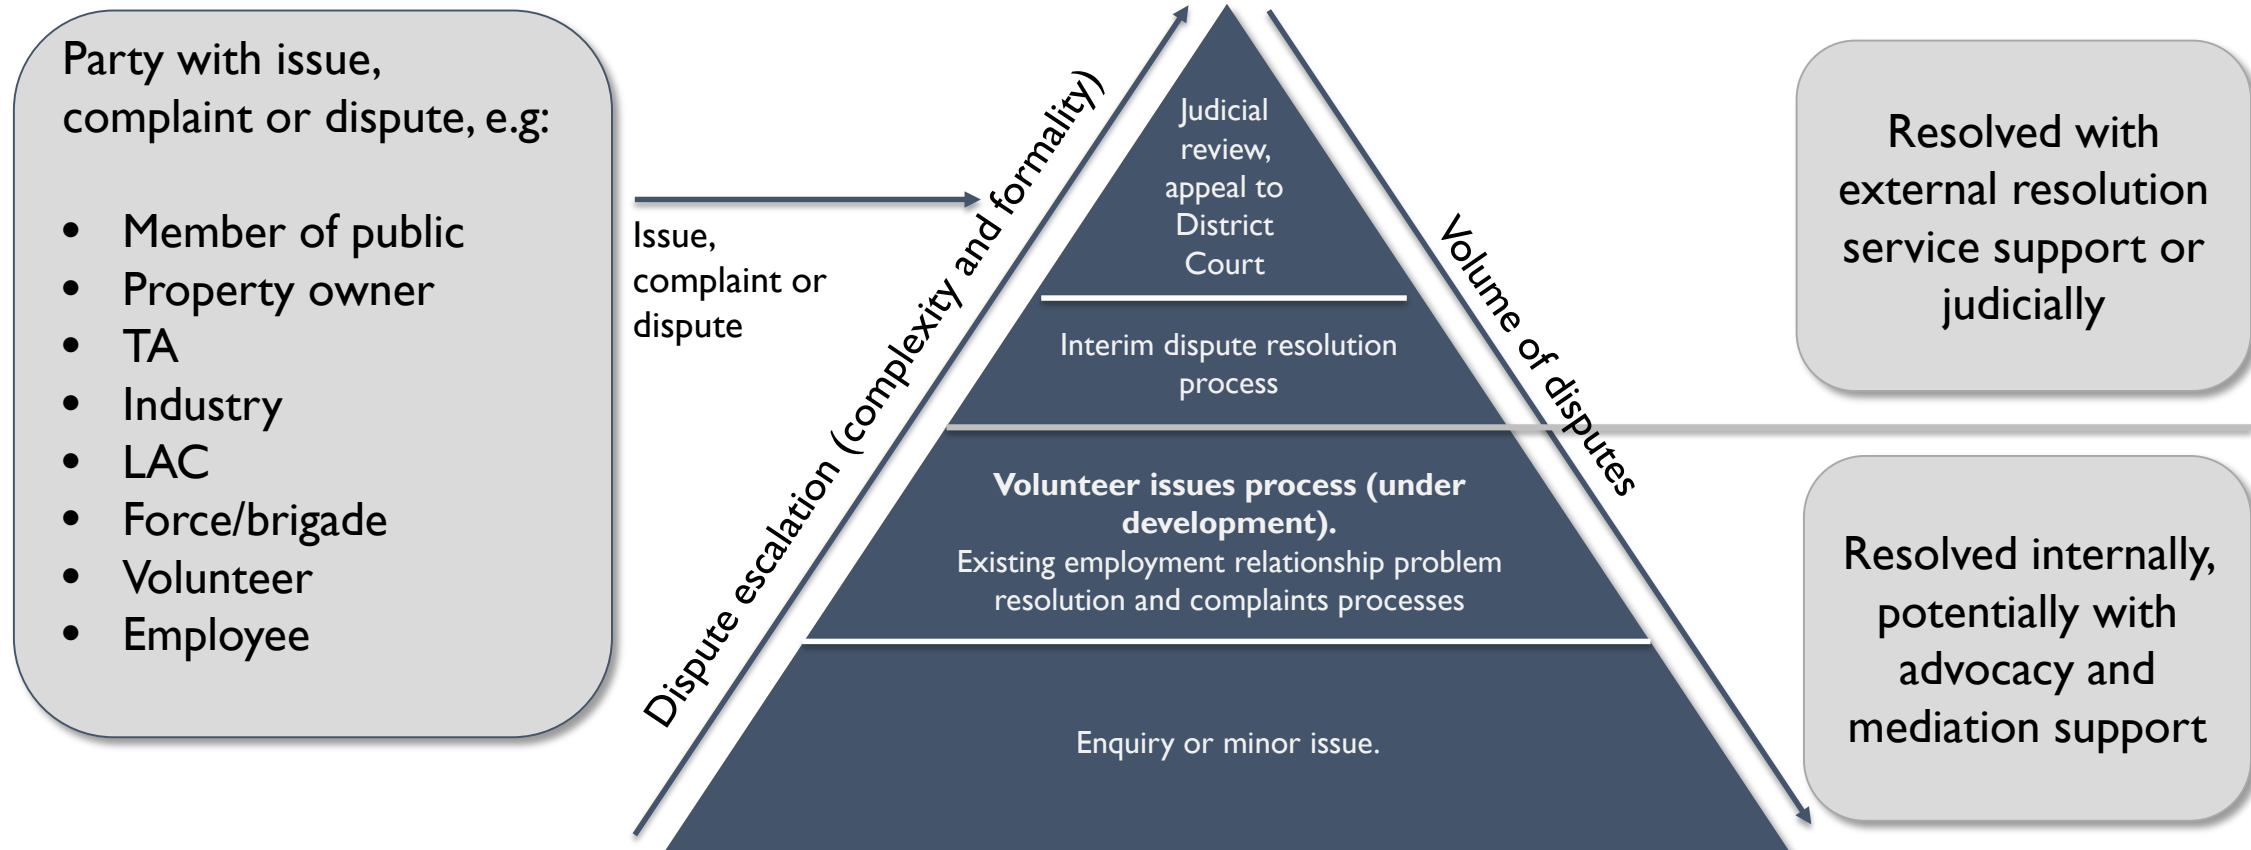 Party with issue,
complaint or dispute, e.g:
• Member of public
• Property owner
• TA
• Industry
• LAC
• Force/brigade
• Volunteer
• Employee
Issue,
complaint or
dispute
Dispute escalation (complexity and formality)
Judicial
review,
appeal to
District
Court
Interim dispute resolution
process
Volunteer issues process (under
development).
Existing employment relationship problem
resolution and complaints processes
Enquiry or minor issue.
Volume of disputes
Resolved with
external resolution
service support or
judicially
Resolved internally,
potentially with
advocacy and
mediation support